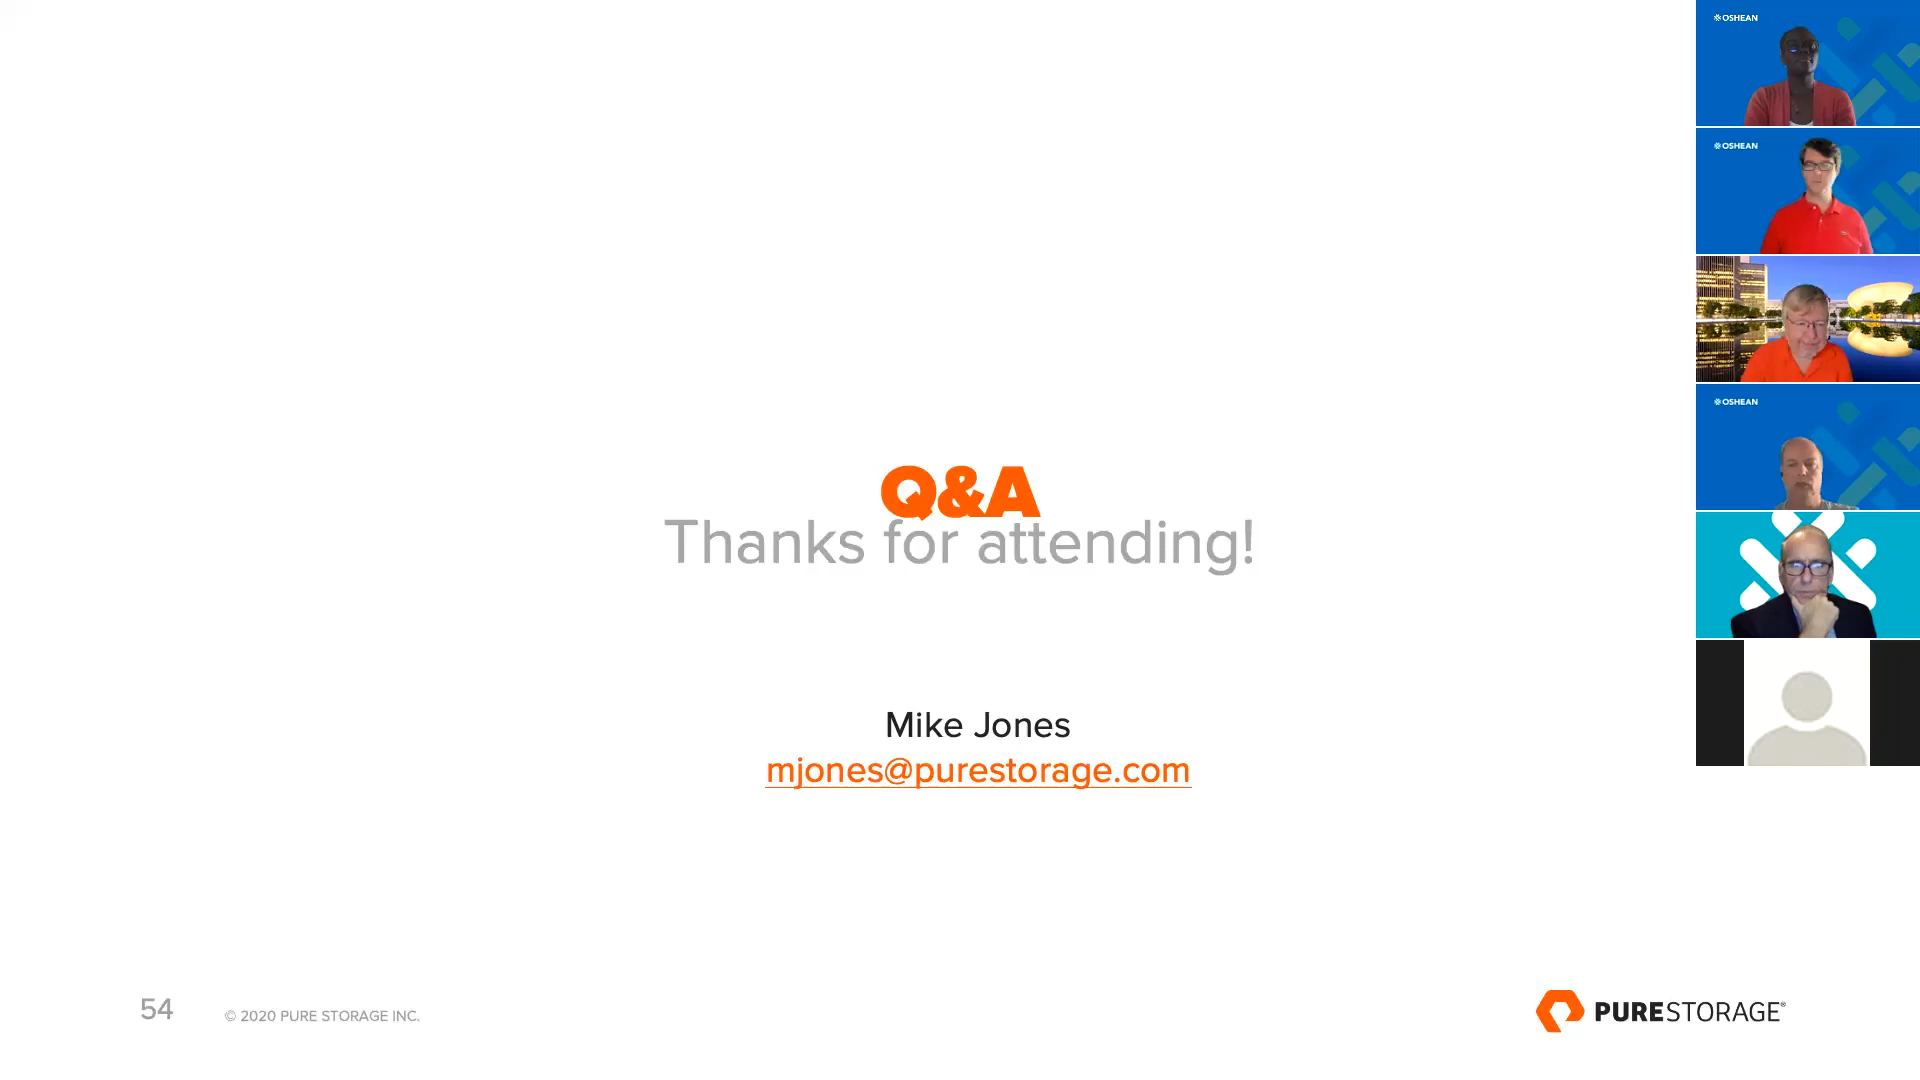 OSHEAN
OSHEAN
OSHEAN
Q&A
Thanks for attending!
Mike Jones
mjones@purestorage.com
54
© 2020 PURE STORAGE INC.
PURESTORAGE®